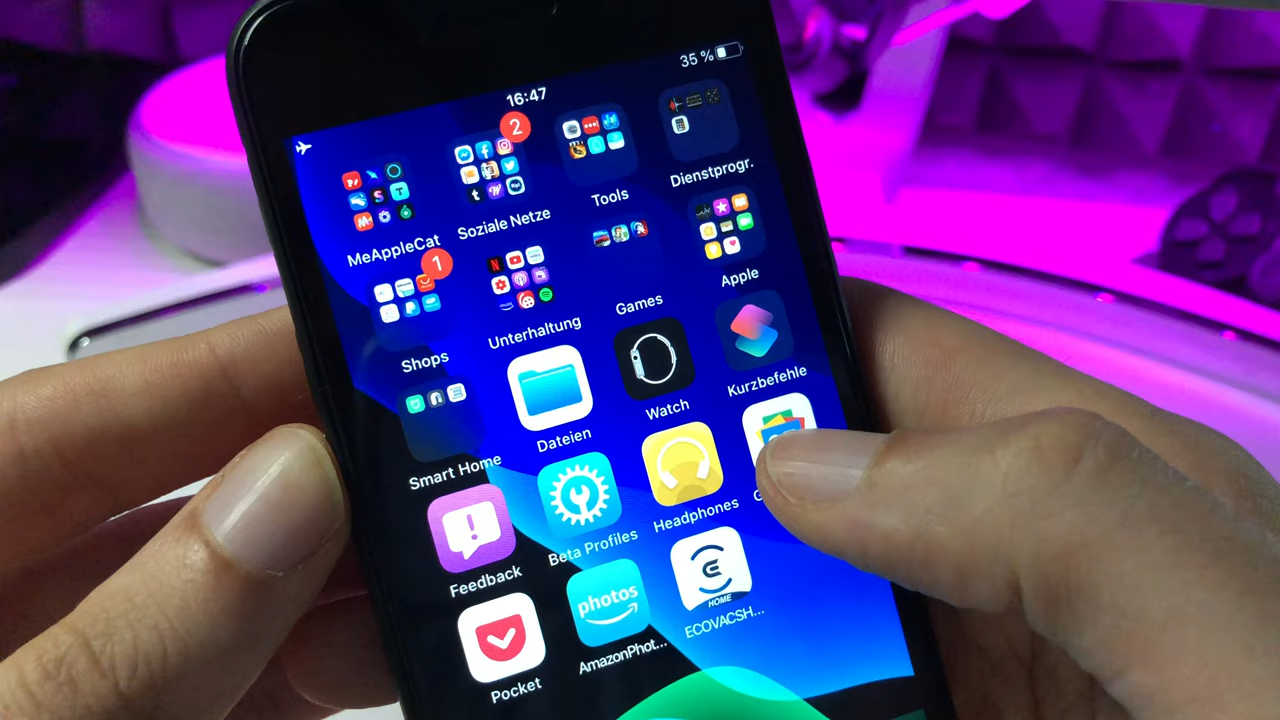 16:47
35 %
MeAppleCat
2
Soziale Netze
Tools
Dienstprogr.
1
Shops
Unterhaltung
Games
Apple
Smart Home
Dateien
Watch
Kurzbefehle
Feedback
Beta Profiles
Headphones
G
Pocket
photos
AmazonPhot...
HOME
ECOVACSH...